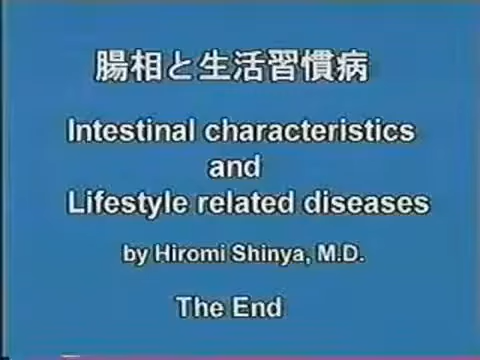 腸相と生活習慣病
Intestinal characteristics
and
Lifestyle related diseases
by Hiromi Shinya, M.D.
The End